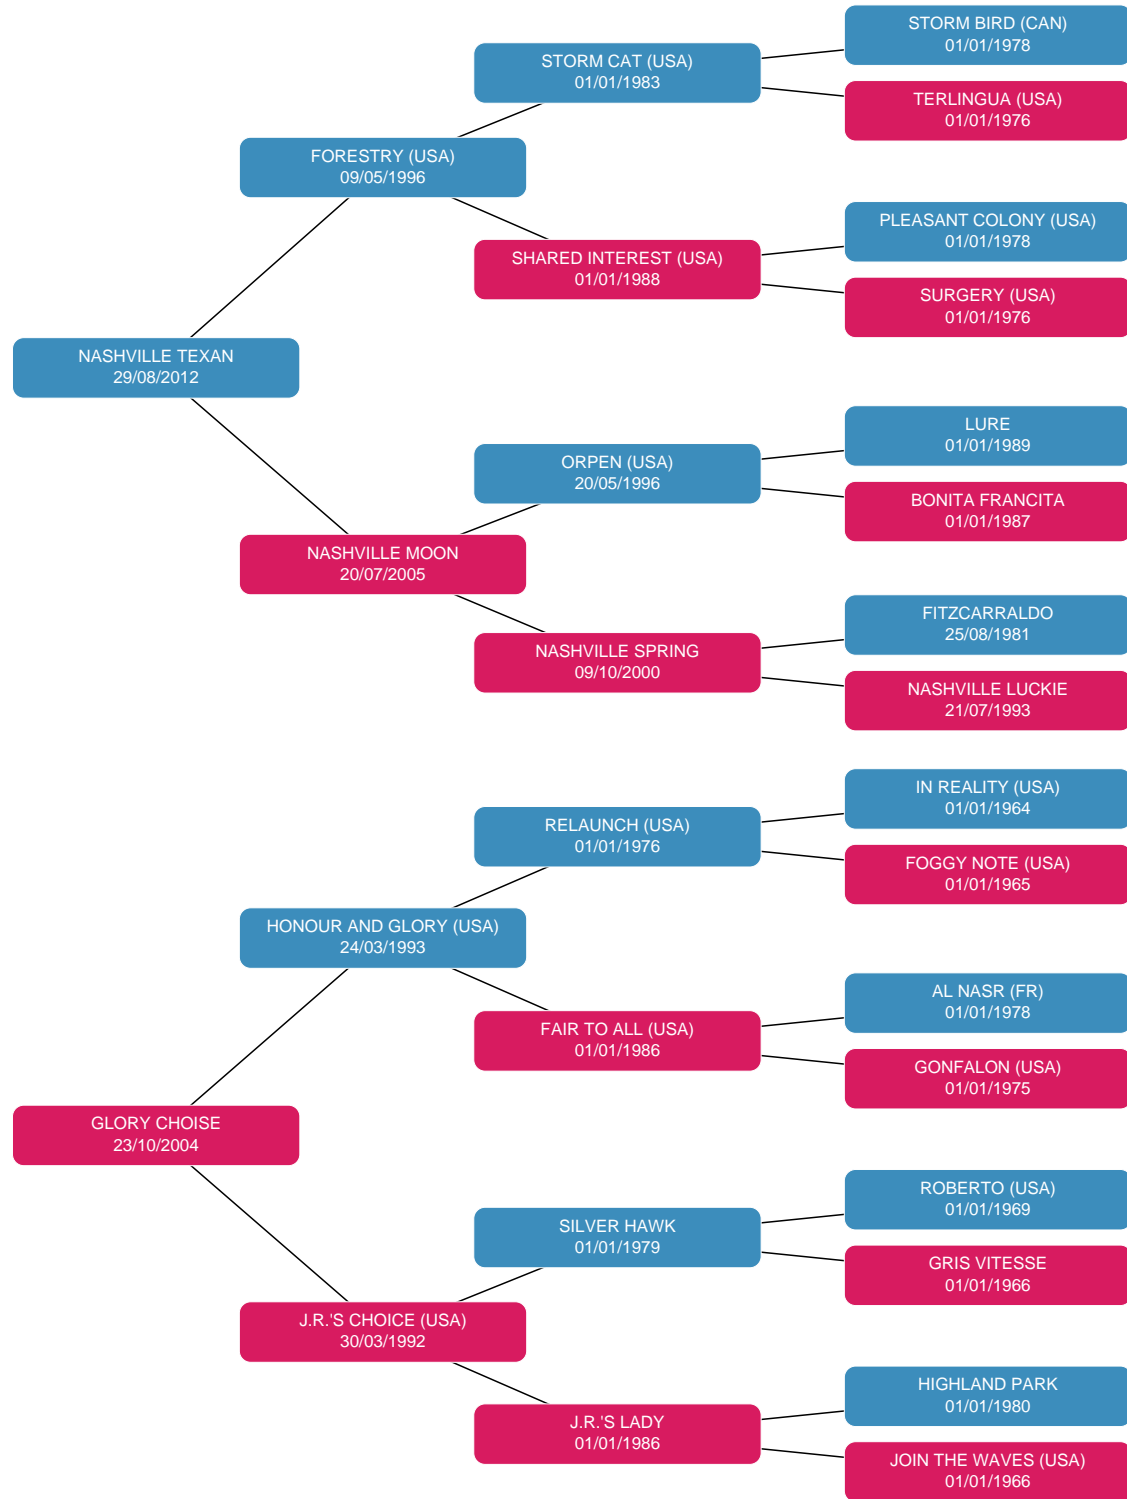 STORM BIRD (CAN)
01/01/1978
STORM CAT (USA)
01/01/1983
TERLINGUA (USA)
01/01/1976
FORESTRY (USA)
09/05/1996
PLEASANT COLONY (USA)
01/01/1978
SHARED INTEREST (USA)
01/01/1988
SURGERY (USA)
01/01/1976
NASHVILLE TEXAN
29/08/2012
LURE
01/01/1989
ORPEN (USA)
20/05/1996
BONITA FRANCITA
01/01/1987
NASHVILLE MOON
20/07/2005
FITZCARRALDO
25/08/1981
NASHVILLE SPRING
09/10/2000
NASHVILLE LUCKIE
21/07/1993
IN REALITY (USA)
01/01/1964
RELAUNCH (USA)
01/01/1976
FOGGY NOTE (USA)
01/01/1965
HONOUR AND GLORY (USA)
24/03/1993
AL NASR (FR)
01/01/1978
FAIR TO ALL (USA)
01/01/1986
GONFALON (USA)
01/01/1975
GLORY CHOISE
23/10/2004
ROBERTO (USA)
01/01/1969
SILVER HAWK
01/01/1979
GRIS VITESSE
01/01/1966
J.R.'S CHOICE (USA)
30/03/1992
HIGHLAND PARK
01/01/1980
J.R.'S LADY
01/01/1986
JOIN THE WAVES (USA)
01/01/1966